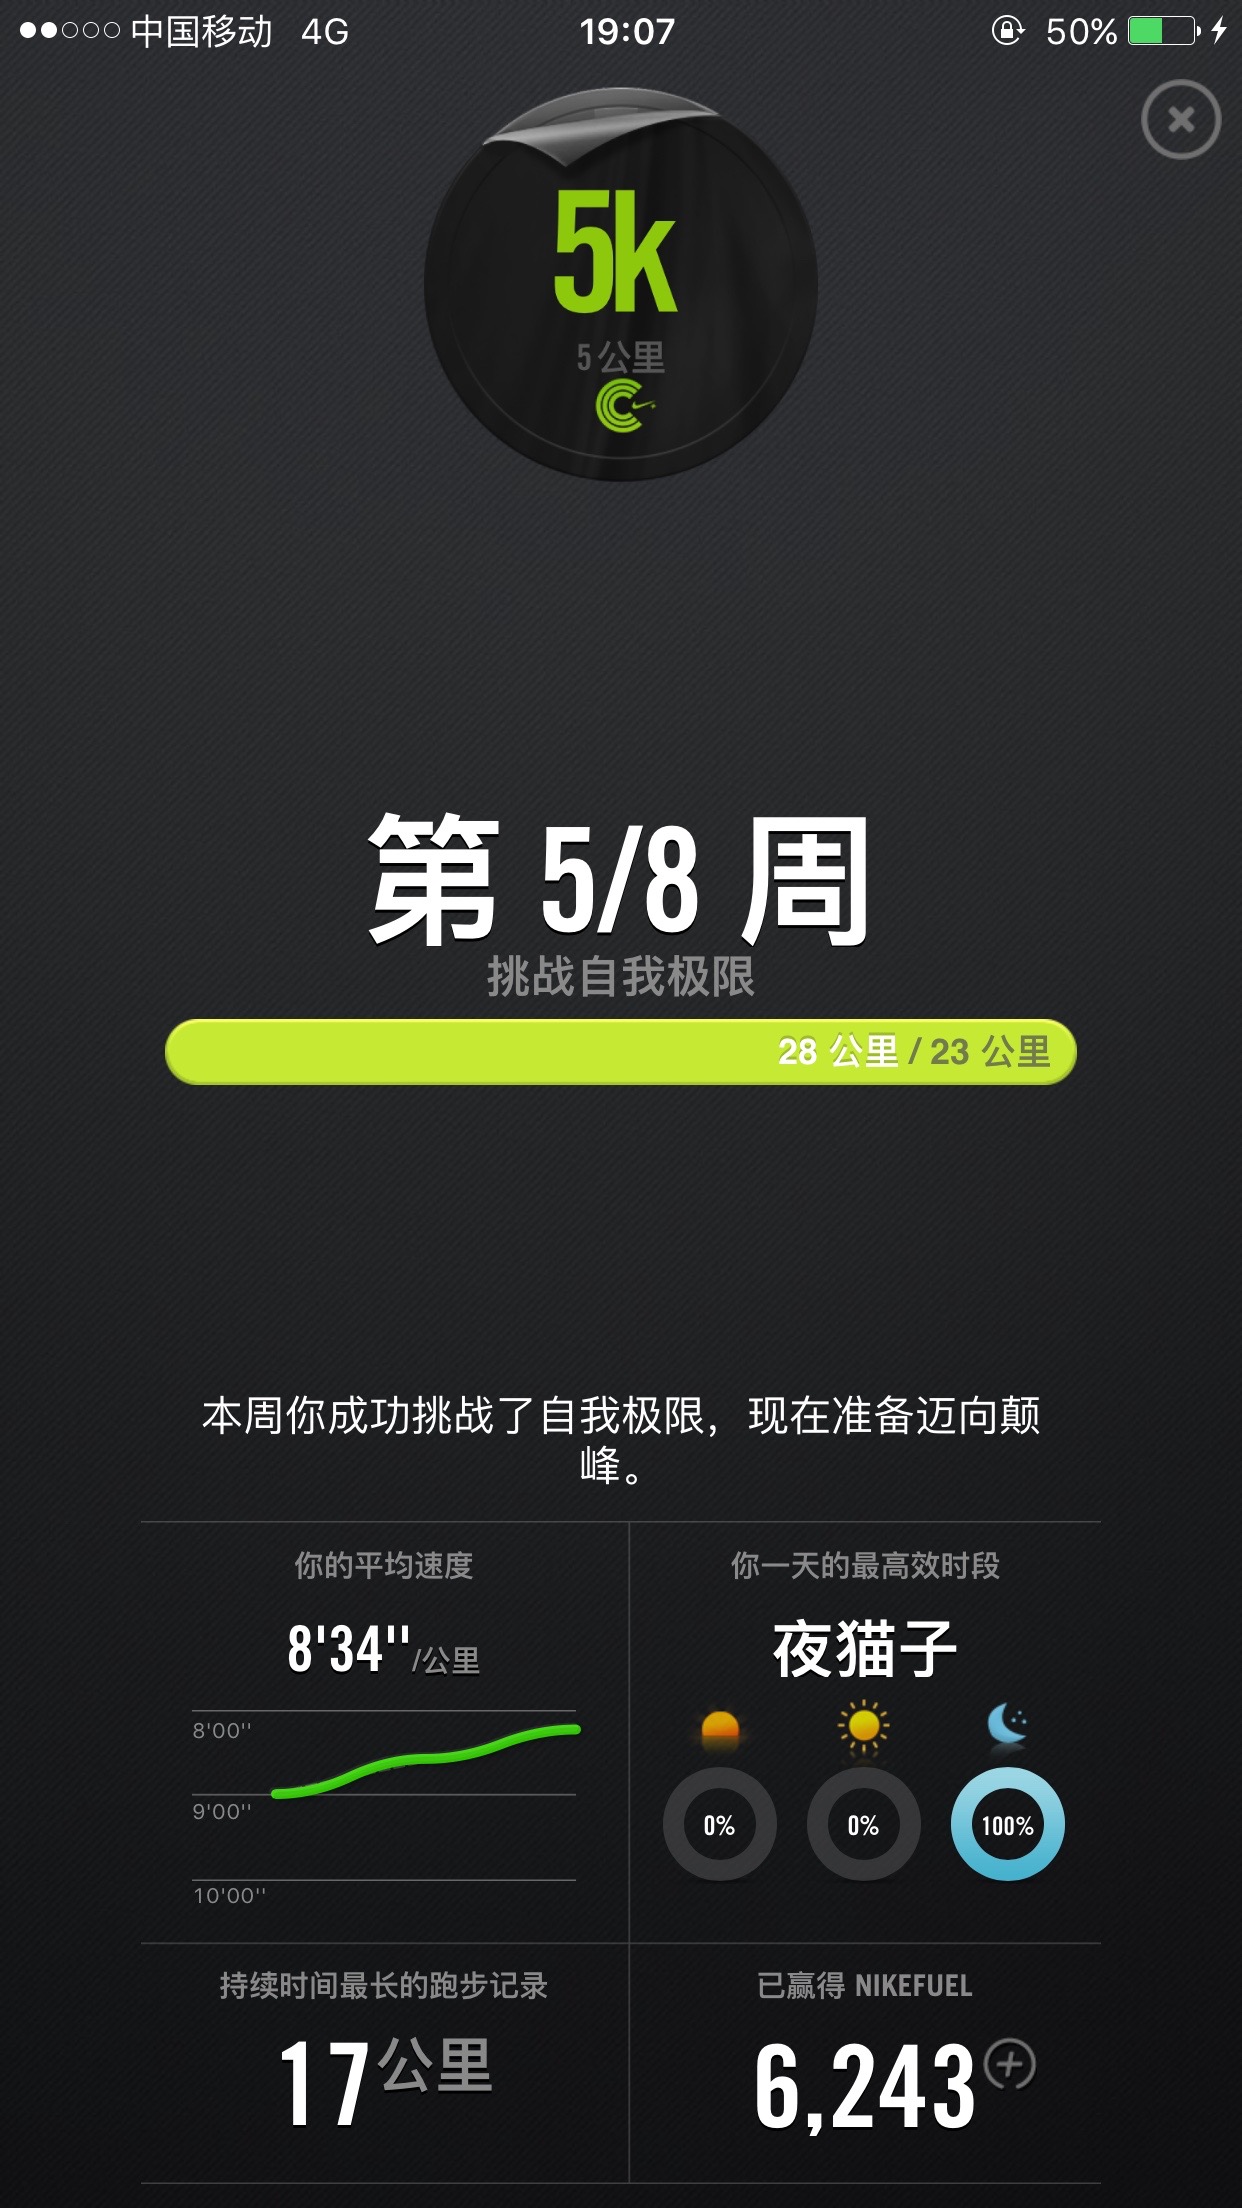 中国移动 4G 19:07 50%
5k
5 公里
第 5/8 周
挑战自我极限
28 公里 / 23 公里
本周你成功挑战了自我极限，现在准备迈向颠
峰。
你的平均速度
8'34''/公里
8'00''
9'00''
10'00''
你一天的最高效时段
夜猫子
0% 0% 100%
持续时间最长的跑步记录
17公里
已赢得 NIKEFUEL
6,243